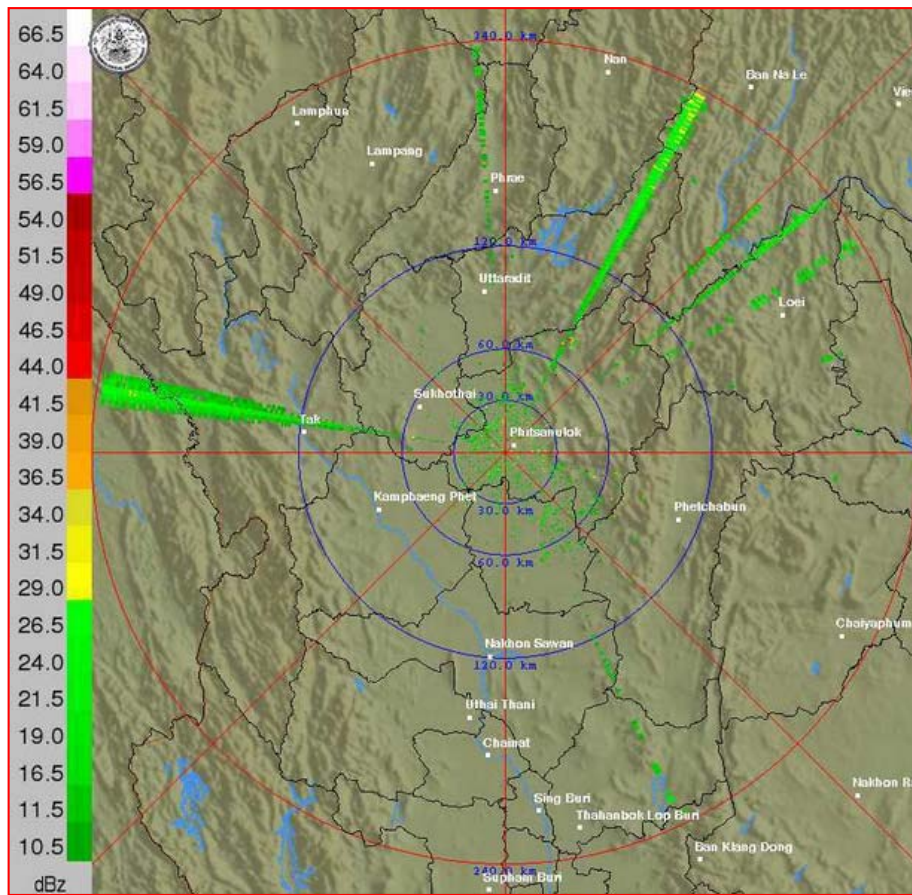 66.5
64.0
61.5
59.0
56.5
54.0
51.5
49.0
46.5
44.0
41.5
39.0
36.5
34.0
31.5
29.0
26.5
24.0
21.5
19.0
16.5
11.5
10.5
dBz
240.0 km
Nan
Ban Na Le
Vie
Lamphun
Lampang
Phrae
120.0 km
Uttaradit
Loei
60.0 km
Sukhothai
30.0 km
Tak
Phitsanulok
Kamphaeng Phet
30.0 km
Phetchabun
60.0 km
Chaiyaphum
Nakhon Sawan
120.0 km
Uthai Thani
Chainat
Nakhon Ra
Sing Buri
Thahanbok Lop Buri
Ban Klang Dong
240.0 km
Suphan Buri